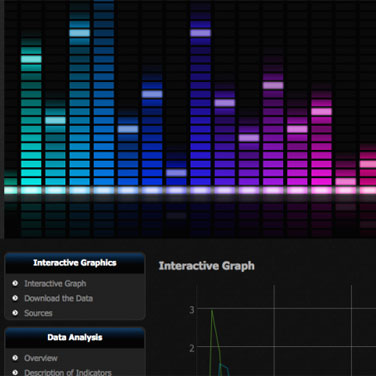 Interactive Graphics
Interactive Graph
Download the Data
Sources
Data Analysis
Overview
Description of Indicators
Interactive Graph
3
2